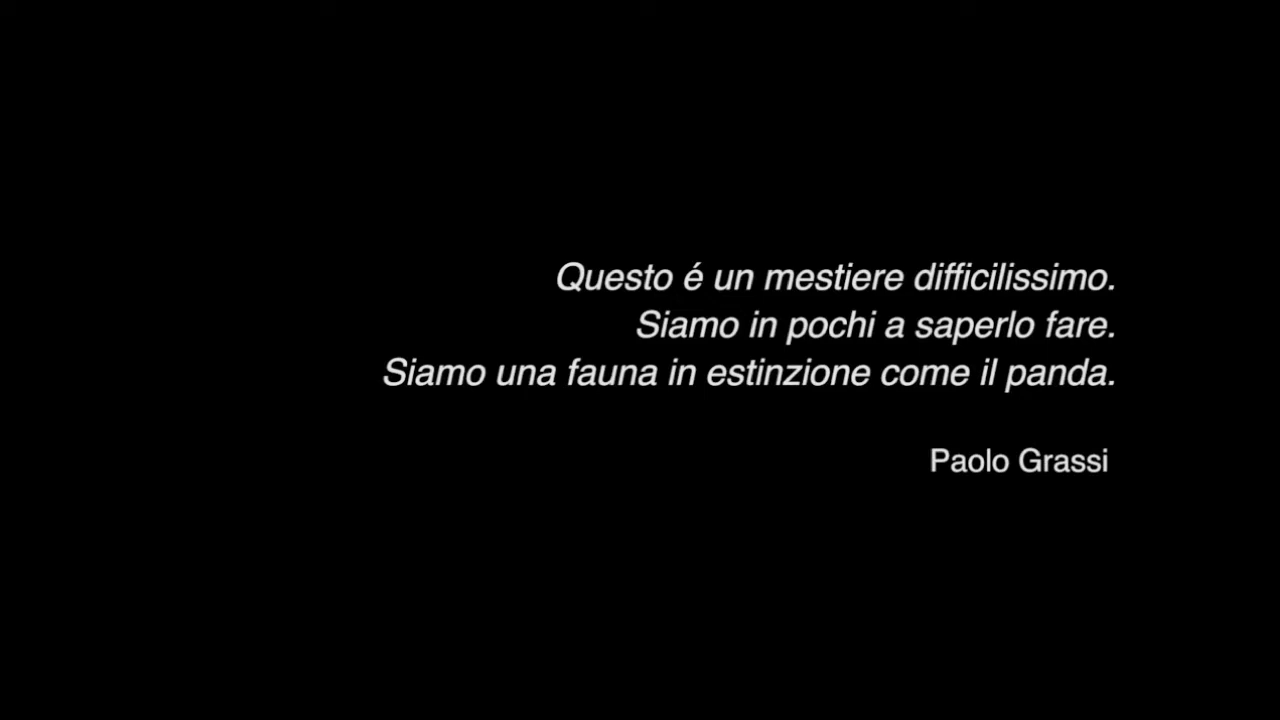 Questo é un mestiere difficilissimo.
Siamo in pochi a saperlo fare.
Siamo una fauna in estinzione come il panda.
Paolo Grassi